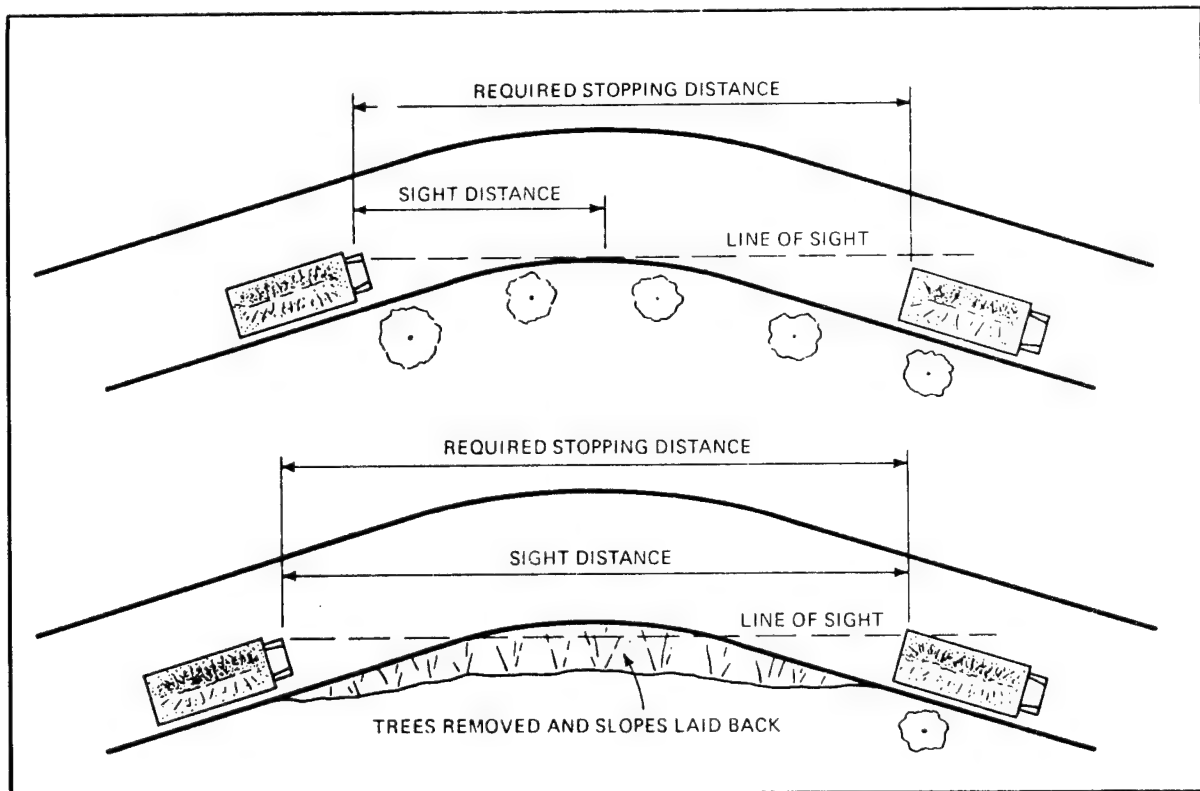 REQUIRED STOPPING DISTANCE
SIGHT DISTANCE
LINE OF SIGHT
REQUIRED STOPPING DISTANCE
SIGHT DISTANCE
LINE OF SIGHT
TREES REMOVED AND SLOPES LAID BACK